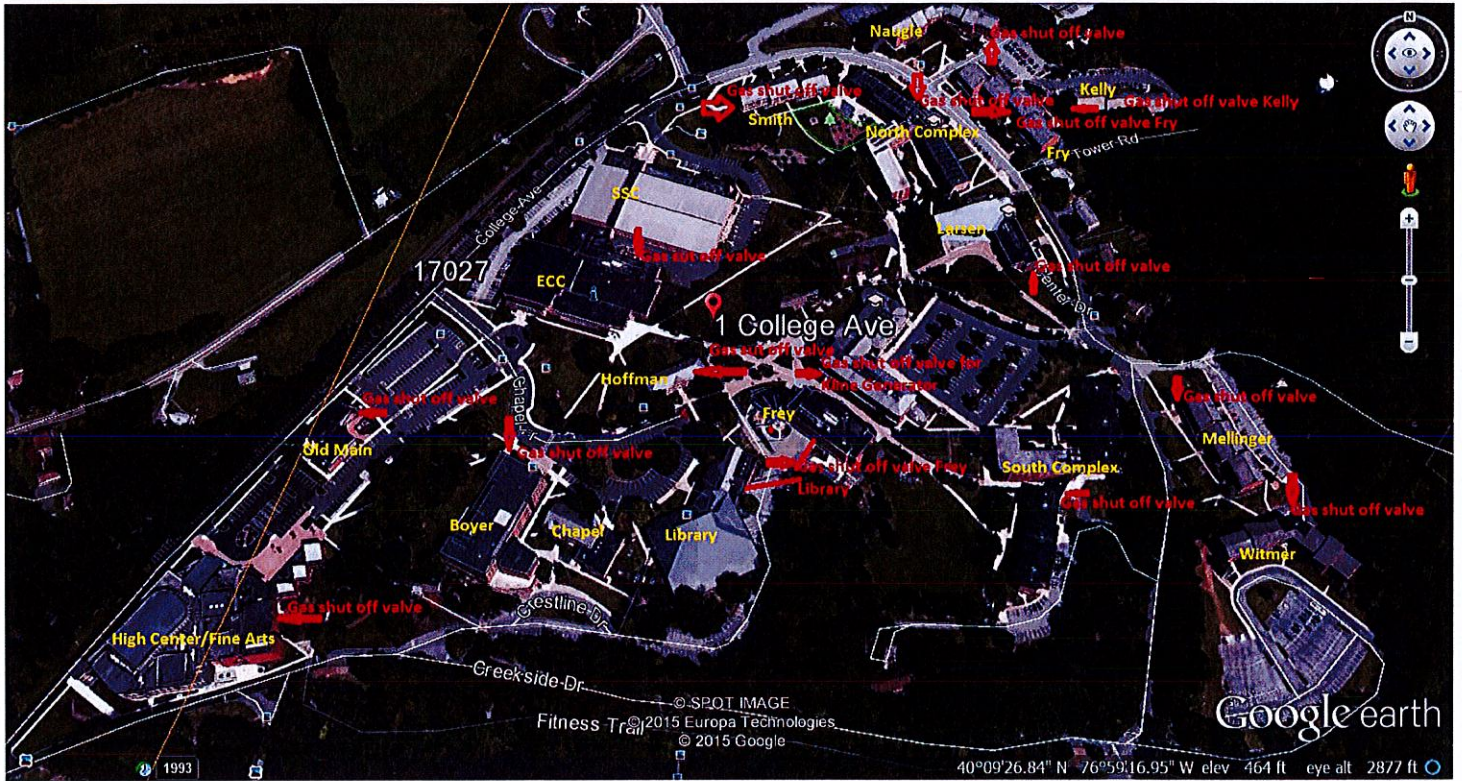 N
Naugle
Gas shut off valve
Kelly
Gas shut off valve
Gas shut off valve
Gas shut off valve Kelly
Smith
North Complex
Gas shut off valve Fry
Fry
Tower Rd
SSC
College Ave
Larsen
Gas sut off valve
Gas shut off valve
17027
ECC
Center Dr
1 College Ave
Gas sut off valve
Gas shut off valve for
Kline Generator
Hoffman
Chapel
Gas shut off valve
Gas shut off valve
Frey
Old Main
Gas shut off valve
Mellinger
Gas shut off valve Frey
South Complex
Library
Gas shut off valve
Gas shut off valve
Boyer
Chapel
Library
Witmer
Gas shut off valve
Crestline Dr
High Center/Fine Arts
Creekside Dr
© SPOT IMAGE
Fitness Trail
© 2015 Europa Technologies
© 2015 Google
Google earth
1993
40°09'26.84" N 76°59'16.95" W elev 464 ft eye alt 2877 ft